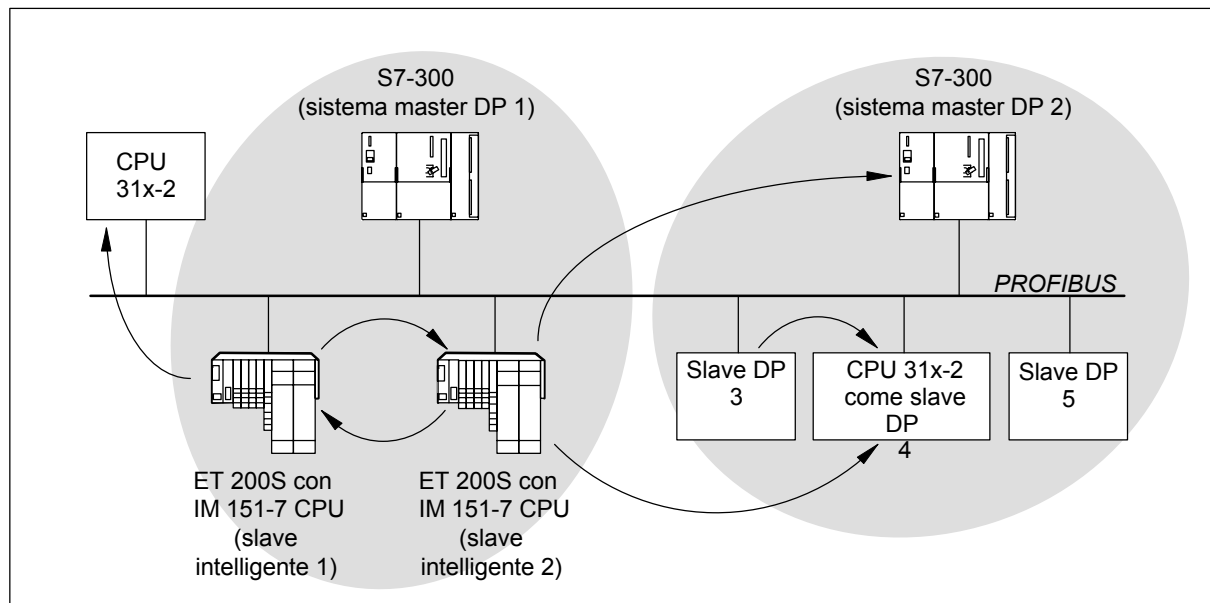 S7-300
(sistema master DP 1)
S7-300
(sistema master DP 2)
CPU
31x-2
PROFIBUS
Slave DP
3
CPU 31x-2
come slave
DP
4
Slave DP
5
ET 200S con
IM 151-7 CPU
(slave
intelligente 1)
ET 200S con
IM 151-7 CPU
(slave
intelligente 2)